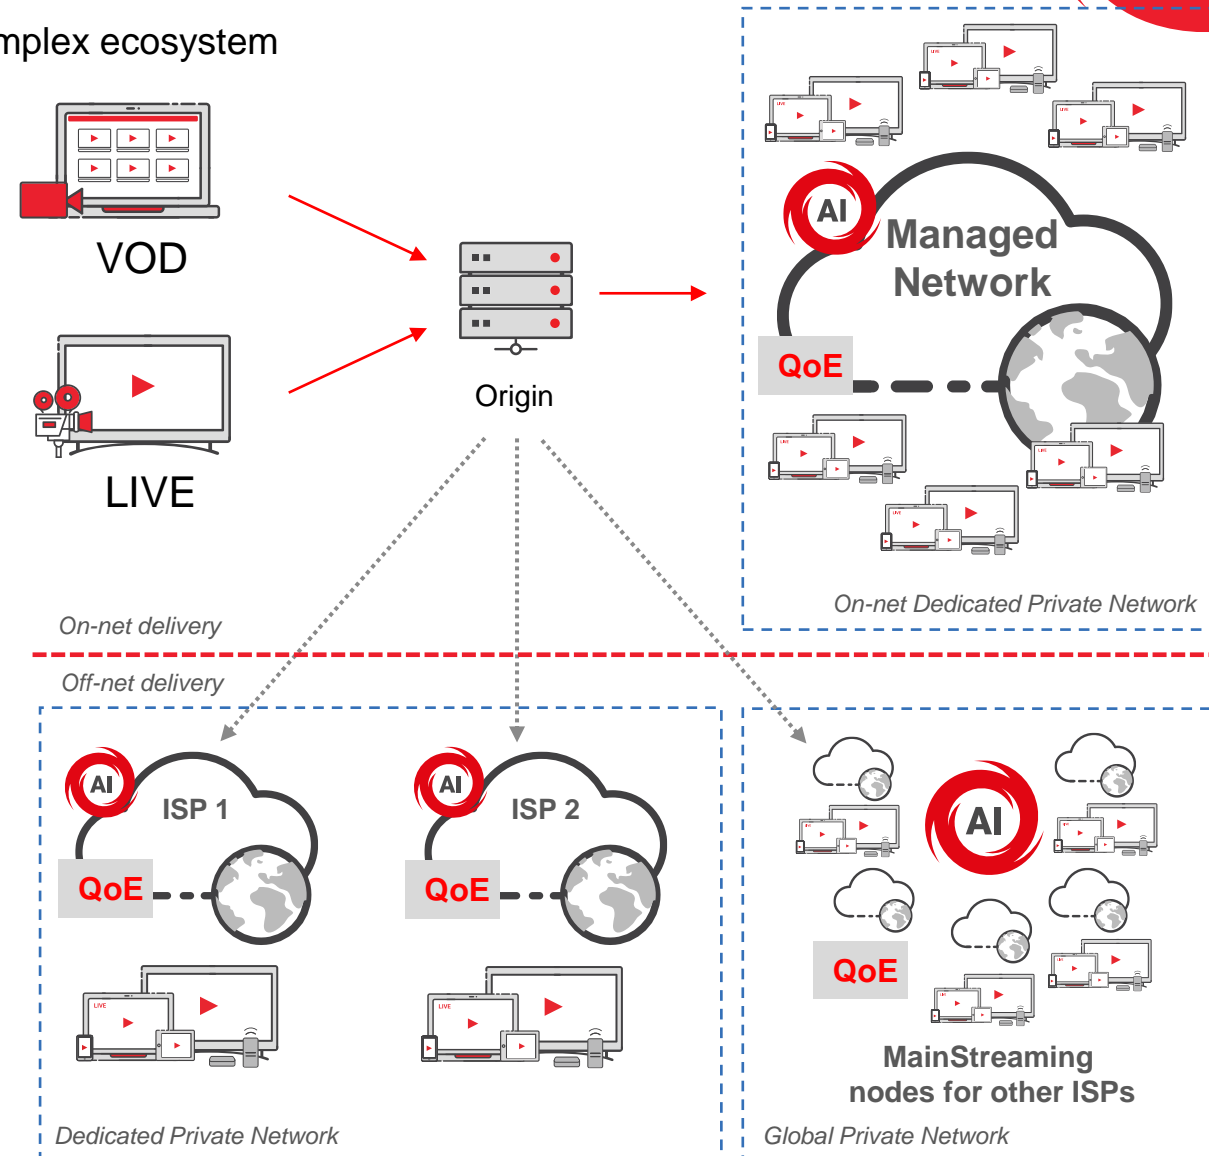 mplex ecosystem
VOD
LIVE
Origin
AI
Managed
Network
QoE
On-net Dedicated Private Network
On-net delivery
Off-net delivery
AI
ISP 1
QoE
AI
ISP 2
QoE
Dedicated Private Network
AI
QoE
MainStreaming
nodes for other ISPs
Global Private Network
LIVE
LIVE